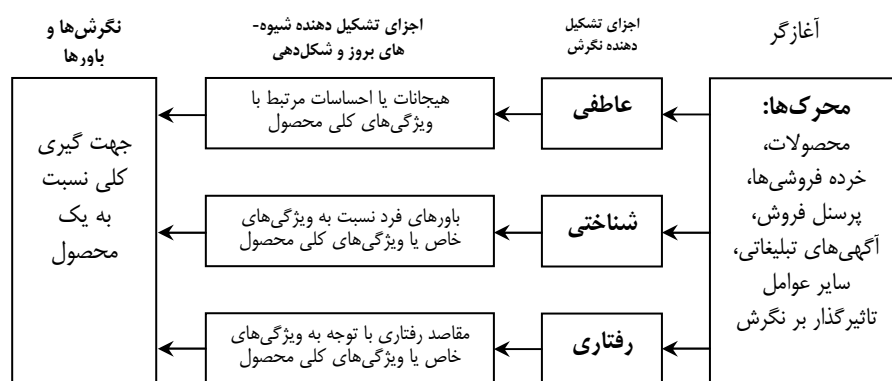 آغازگر
اجزای تشکیل
دهنده نگرش
اجزای تشکیل دهنده شیوه-
های بروز و شکل‌دهی
نگرش‌ها و
باورها
محرک‌ها:
محصولات،
خرده فروشی‌ها،
پرسنل فروش،
آگهی‌های تبلیغاتی،
سایر عوامل
تاثیرگذار بر نگرش
عاطفی
هیجانات یا احساسات مرتبط با
ویژگی‌های کلی محصول
شناختی
باورهای فرد نسبت به ویژگی‌های
خاص یا ویژگی‌های کلی محصول
رفتاری
مقاصد رفتاری با توجه به ویژگی‌های
خاص یا ویژگی‌های کلی محصول
جهت گیری
کلی نسبت
به یک
محصول